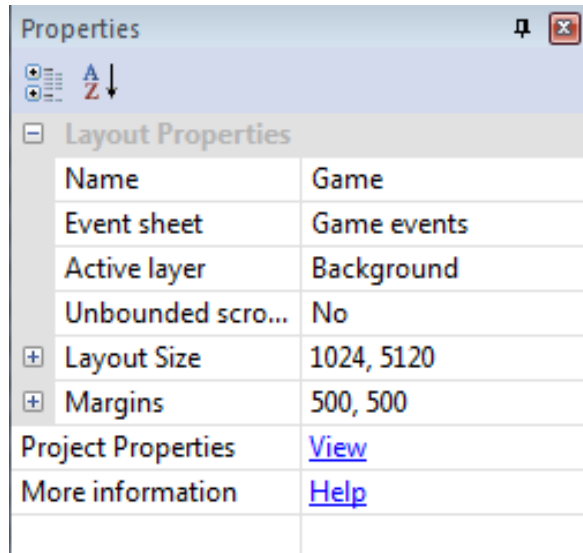 Properties
A
Z
Layout Properties
Name Game
Event sheet Game events
Active layer Background
Unbounded scro... No
Layout Size 1024, 5120
Margins 500, 500
Project Properties View
More information Help